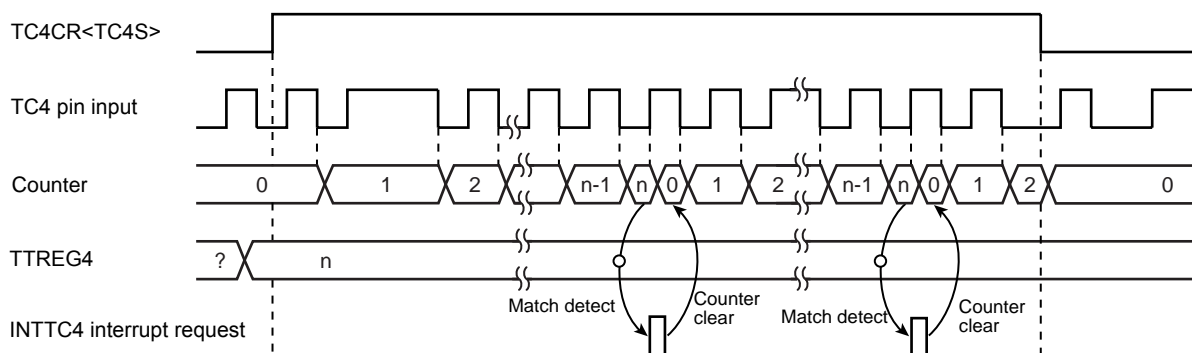 TC4CR<TC4S>
TC4 pin input
Counter
0 1 2 n-1 n 0 1 2 n-1 n 0 1 2 0
TTREG4
? n
Match detect Counter clear Match detect Counter clear
INTTC4 interrupt request